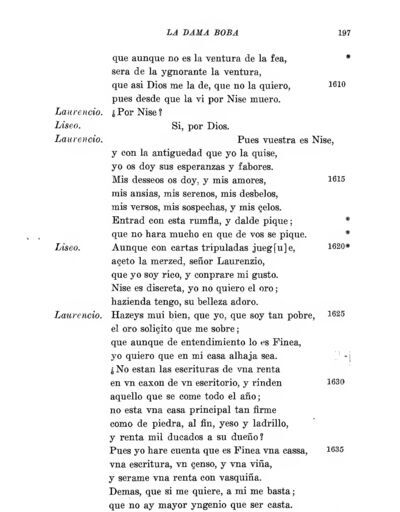 LA DAMA BOBA 197
que aunque no es la ventura de la fea, *
sera de la ygnorante la ventura,
que asi Dios me la de, que no la quiero, 1610
pues desde que la vi por Nise muero.
Laurencio. ¿Por Nise?
Liseo. Si, por Dios.
Laurencio. Pues vuestra es Nise,
y con la antiguedad que yo la quise,
yo os doy sus esperanzas y fabores.
Mis desseos os doy, y mis amores, 1615
mis ansias, mis serenos, mis desbelos,
mis versos, mis sospechas, y mis çelos.
Entrad con esta rumfla, y dalde pique; *
que no hara mucho en que de vos se pique. *
Liseo. Aunque con cartas tripuladas jueg[u]e, 1620*
açeto la merzed, señor Laurenzio,
que yo soy rico, y conprare mi gusto.
Nise es discreta, yo no quiero el oro;
hazienda tengo, su belleza adoro.
Laurencio. Hazeys mui bien, que yo, que soy tan pobre, 1625
el oro soliçito que me sobre;
que aunque de entendimiento lo es Finea,
yo quiero que en mi casa alhaja sea.
¿No estan las escrituras de vna renta
en vn caxon de vn escritorio, y rinden 1630
aquello que se come todo el año;
no esta vna casa principal tan firme
como de piedra, al fin, yeso y ladrillo,
y renta mil ducados a su dueño?
Pues yo hare cuenta que es Finea vna cassa, 1635
vna escritura, vn çenso, y vna viña,
y serame vna renta con vasquiña.
Demas, que si me quiere, a mi me basta;
que no ay mayor yngenio que ser casta.